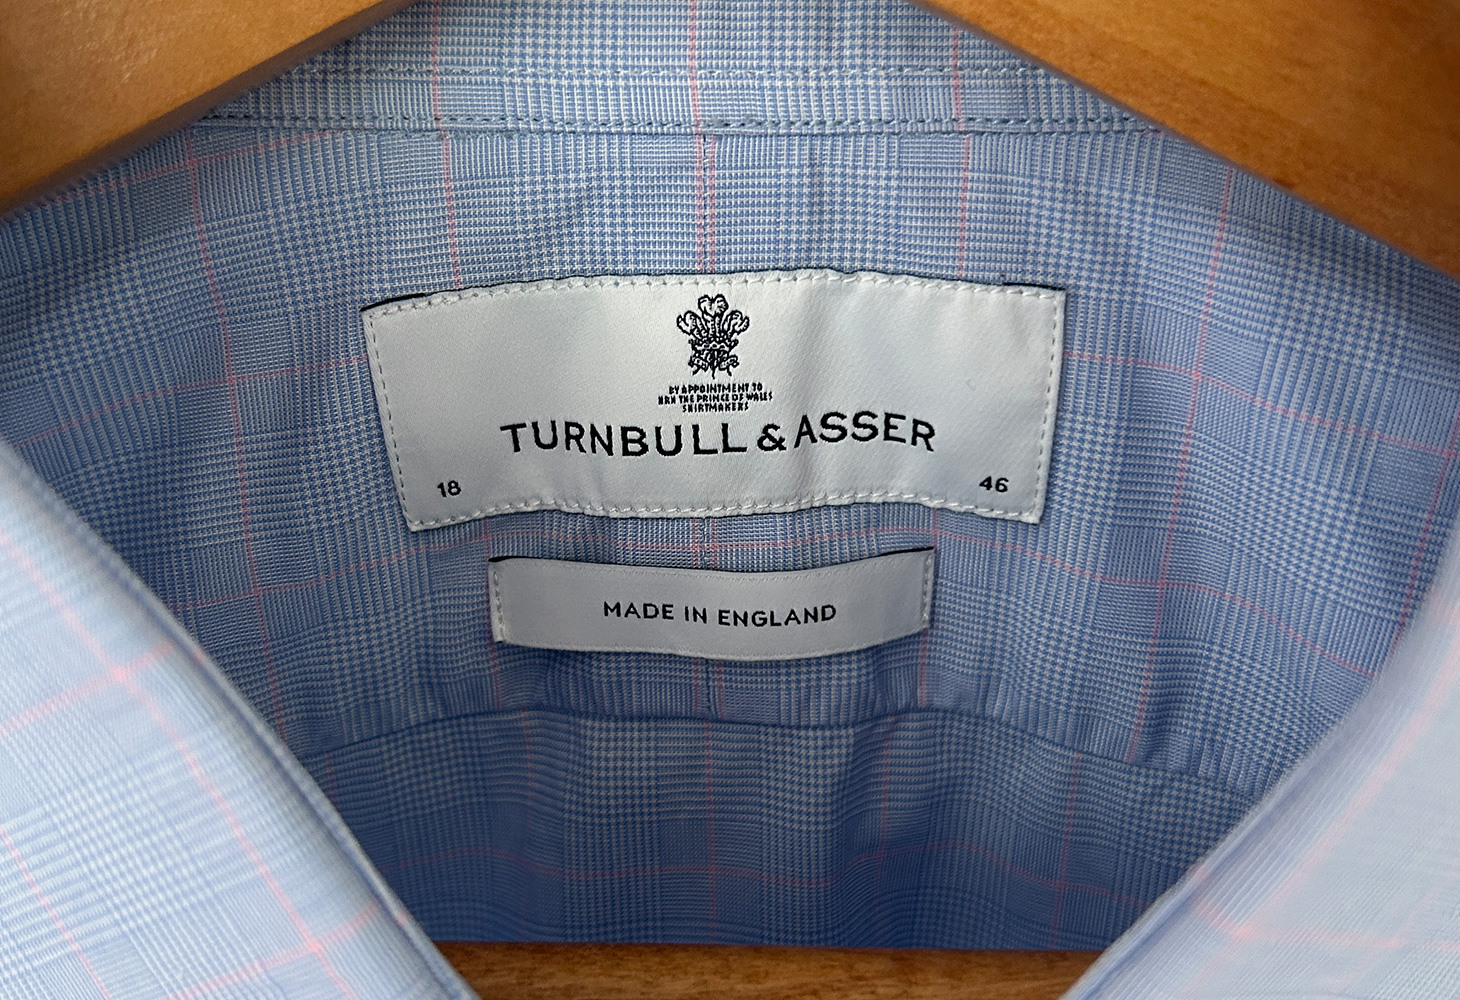 BY APPOINTMENT TO
HRH THE PRINCE OF WALES
SHIRTMAKERS
TURNBULL & ASSER
18 46
MADE IN ENGLAND